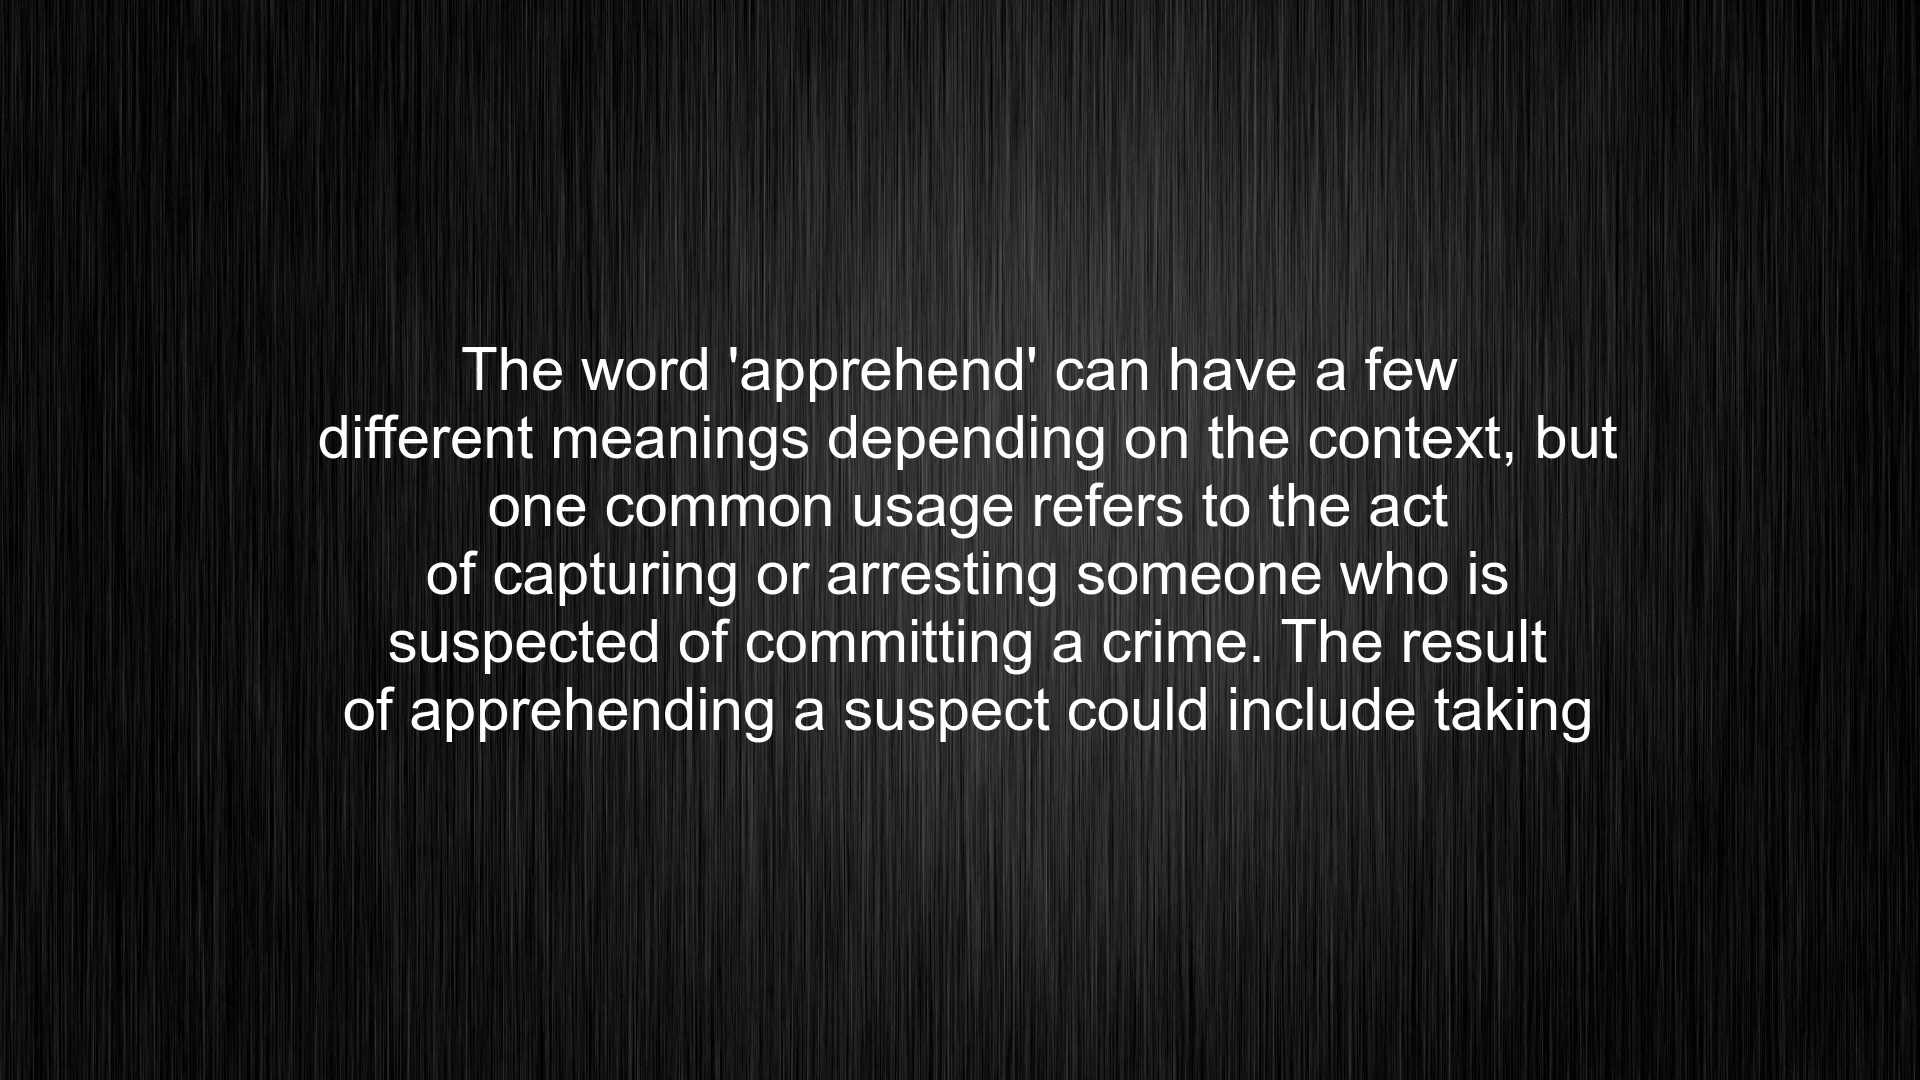 The word 'apprehend' can have a few
different meanings depending on the context, but
one common usage refers to the act
of capturing or arresting someone who is
suspected of committing a crime. The result
of apprehending a suspect could include taking